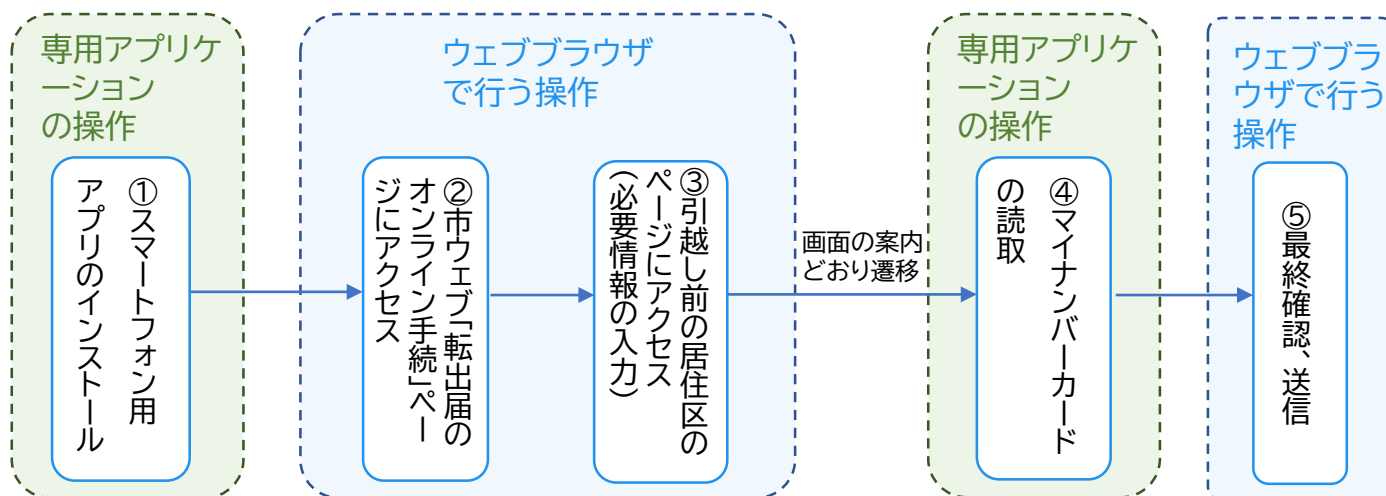 専用アプリケ
ーション
の操作
①スマートフォン用
アプリのインストール
ウェブブラウザ
で行う操作
②市ウェブ「転出届の
オンライン手続」ペー
ジにアクセス
③引越し前の居住区の
ページにアクセス
(必要情報の入力)
画面の案内
どおり遷移
専用アプリケ
ーション
の操作
④マイナンバーカード
の読取
ウェブブラ
ウザで行う
操作
⑤最終確認、送信